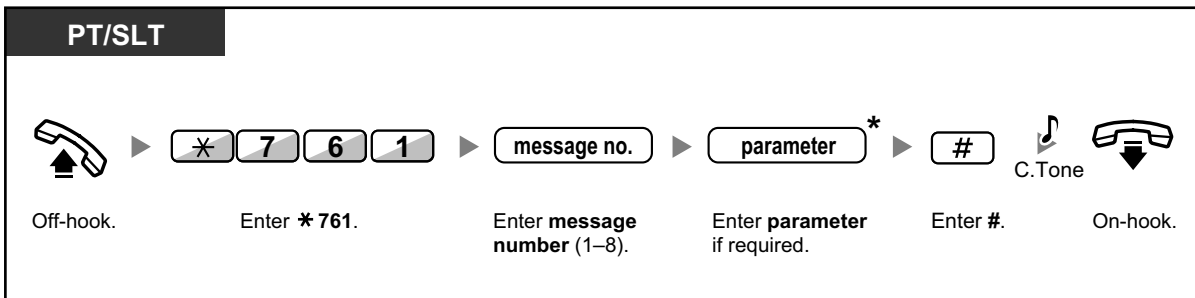 PT/SLT
✳ 7 6 1 message no. parameter * #
C.Tone
Off-hook. Enter ✳ 761. Enter message Enter parameter Enter #. On-hook.
number (1–8). if required.